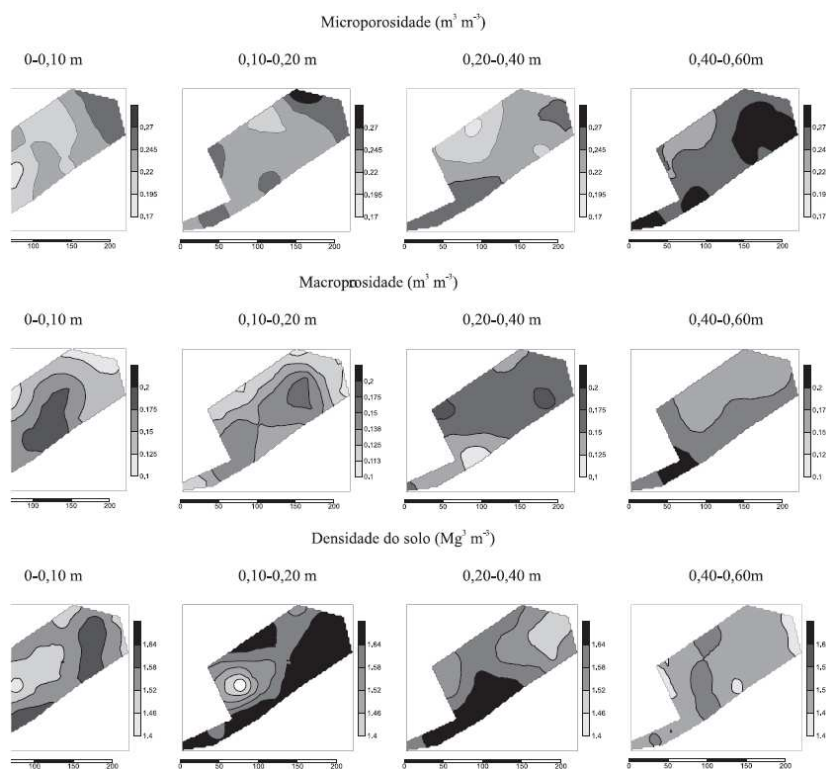 Microporosidade (m³ m⁻³)
0-0,10 m 0,10-0,20 m 0,20-0,40 m 0,40-0,60m
0,27 0,27 0,27 0,27
0,245 0,245 0,245 0,245
0,22 0,22 0,22 0,22
0,195 0,195 0,195 0,195
0,17 0,17 0,17 0,17
100 150 200 0 50 100 150 200 0 50 100 150 200 0 50 100 150 200
Macroporosidade (m³ m⁻³)
0-0,10 m 0,10-0,20 m 0,20-0,40 m 0,40-0,60m
0,2 0,2 0,2 0,2
0,175 0,175 0,175 0,175
0,15 0,15 0,15 0,15
0,138
0,125 0,125 0,125 0,125
0,113
0,1 0,1 0,1 0,1
100 150 200 0 50 100 150 200 0 50 100 150 200 0 50 100 150 200
Densidade do solo (Mg³ m⁻³)
0-0,10 m 0,10-0,20 m 0,20-0,40 m 0,40-0,60m
1,64 1,64 1,64 1,64
1,58 1,58 1,58 1,58
1,52 1,52 1,52 1,52
1,46 1,46 1,46 1,46
1,4 1,4 1,4 1,4
100 150 200 0 50 100 150 200 0 50 100 150 200 0 50 100 150 200